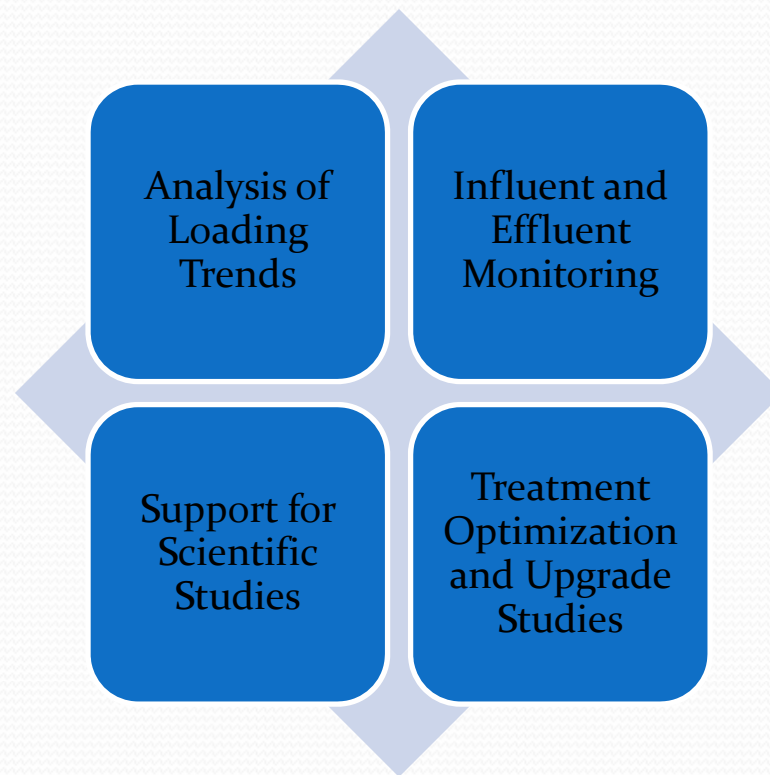 Analysis of
Loading
Trends
Influent and
Effluent
Monitoring
Support for
Scientific
Studies
Treatment
Optimization
and Upgrade
Studies